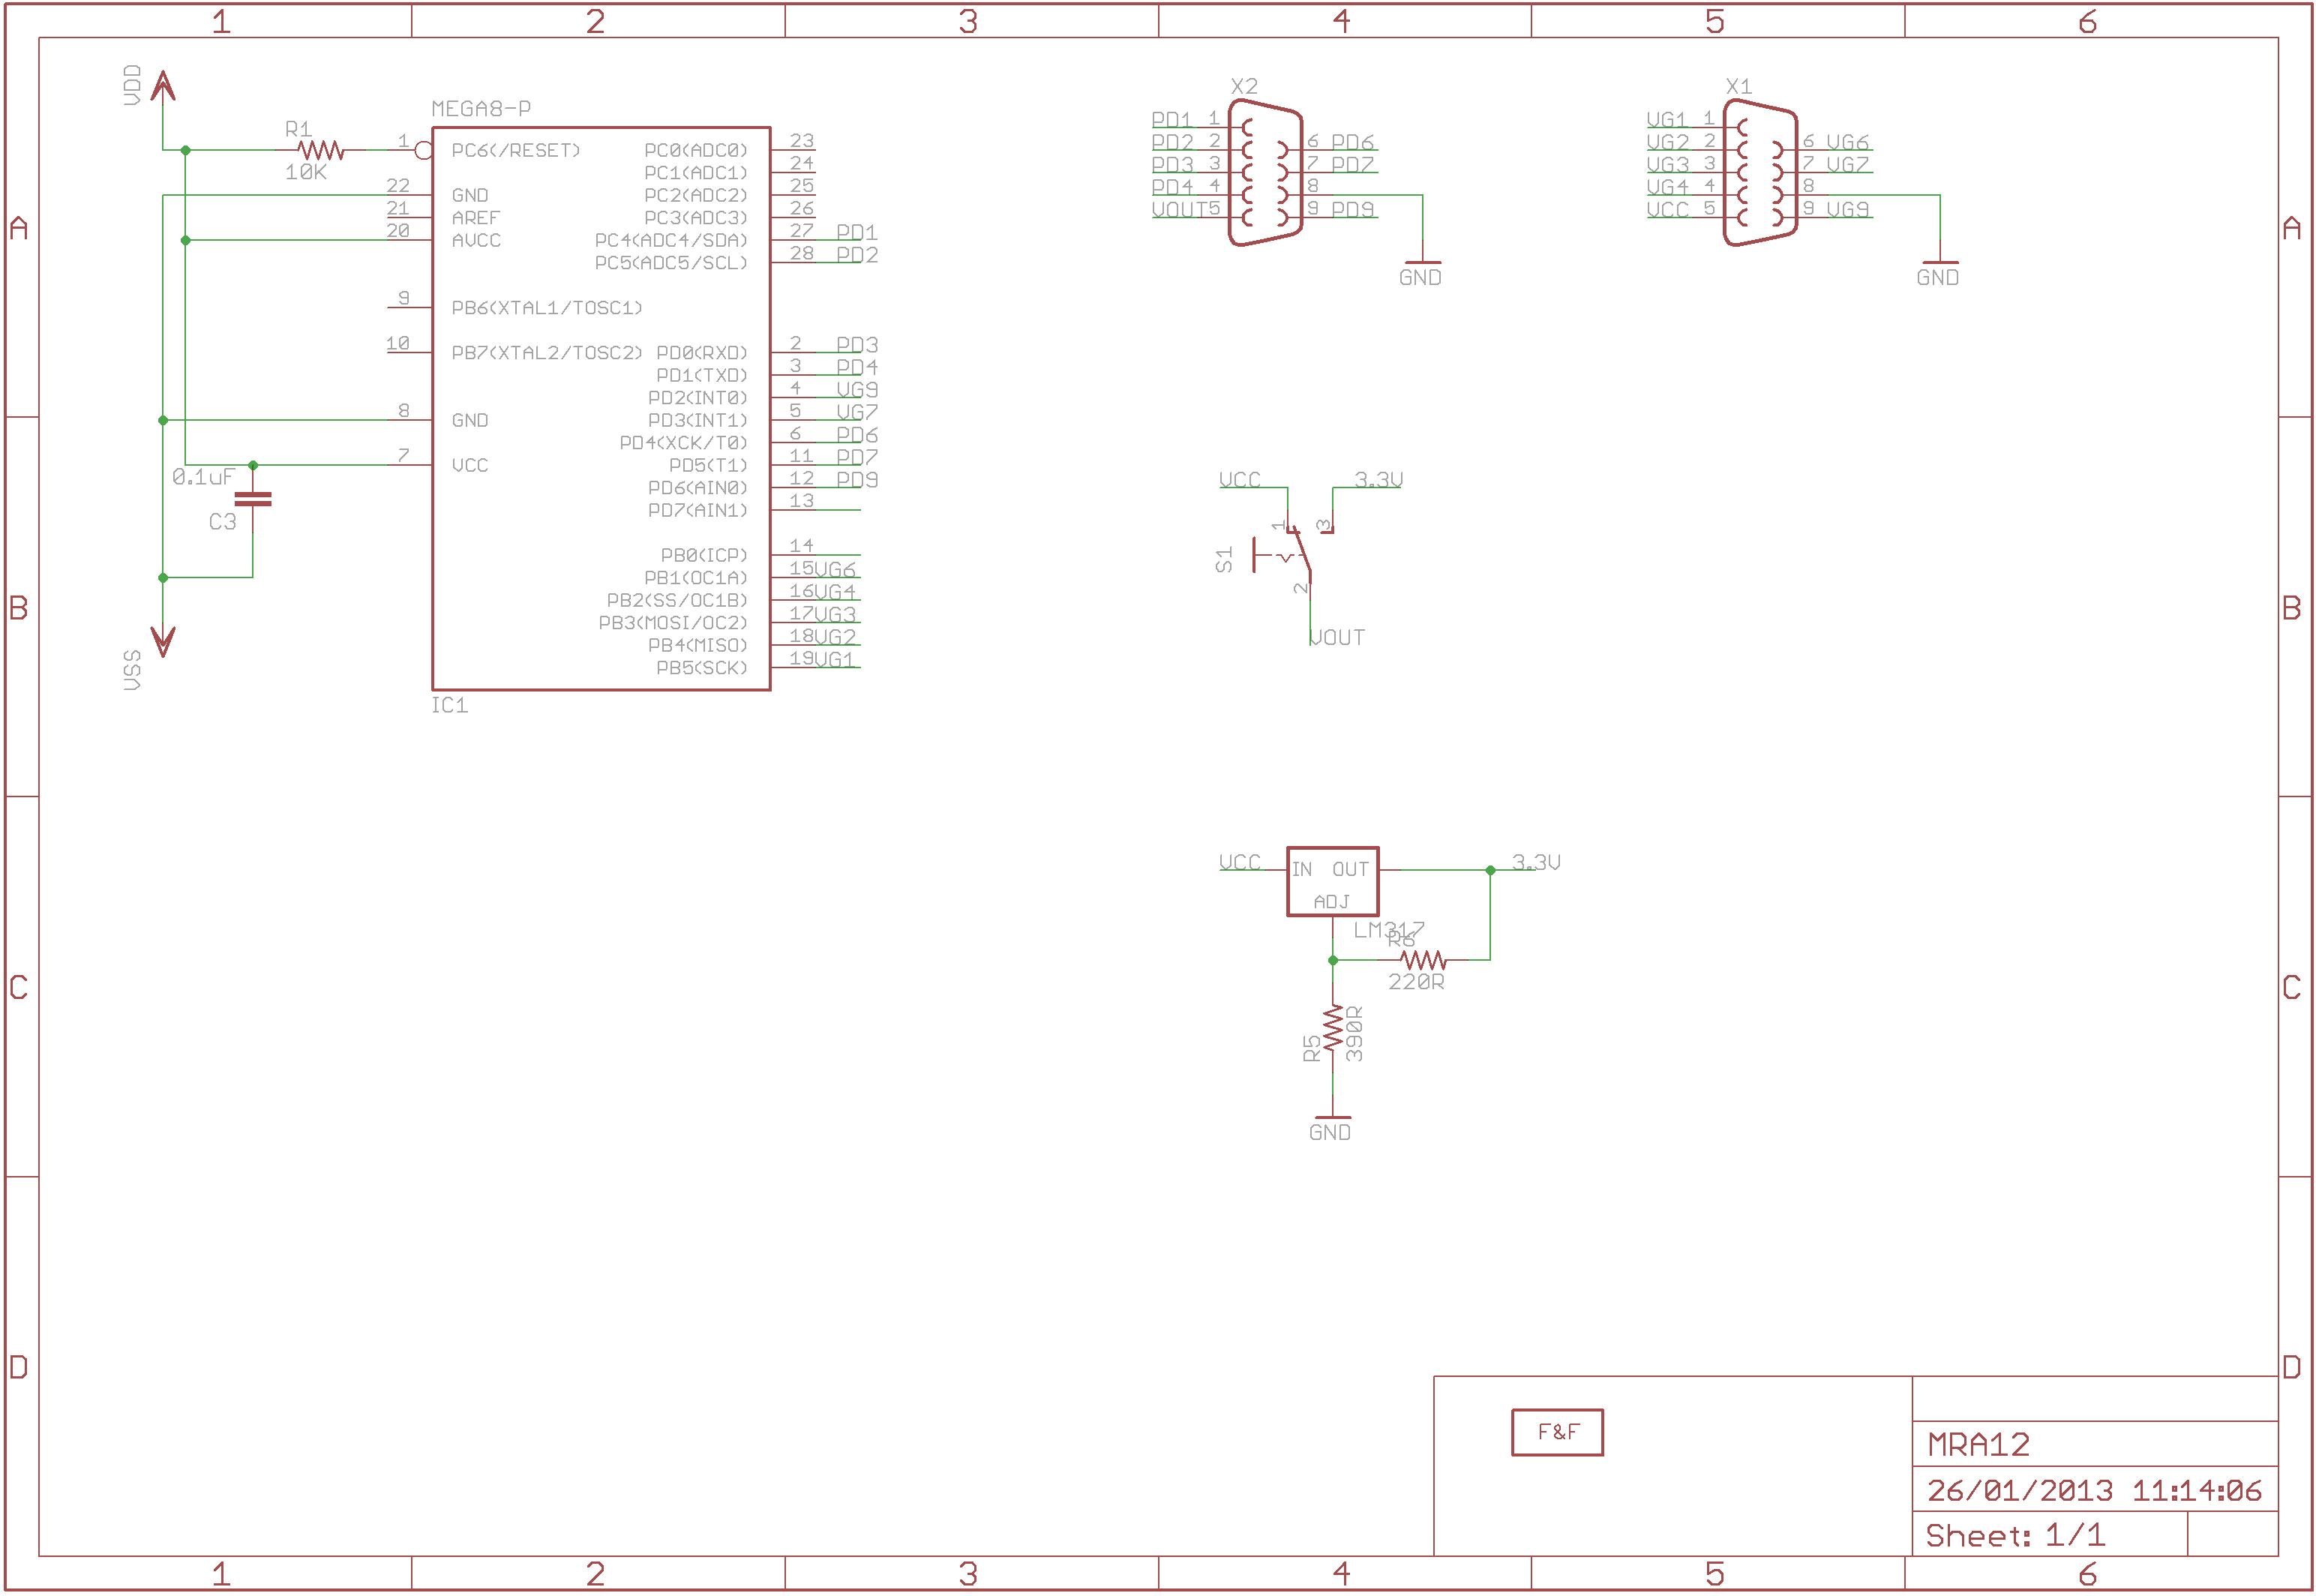 1 2 3 4 5 6
A A
B B
C C
D D
VDD
VSS
R1
10K
0.1uF
C3
MEGA8-P
1 PC6(/RESET)
22 GND
21 AREF
20 AVCC
9 PB6(XTAL1/TOSC1)
10 PB7(XTAL2/TOSC2)
8 GND
7 VCC
PC0(ADC0) 23
PC1(ADC1) 24
PC2(ADC2) 25
PC3(ADC3) 26
PC4(ADC4/SDA) 27 PD1
PC5(ADC5/SCL) 28 PD2
PD0(RXD) 2 PD3
PD1(TXD) 3 PD4
PD2(INT0) 4 VG9
PD3(INT1) 5 VG7
PD4(XCK/T0) 6 PD6
PD5(T1) 11 PD7
PD6(AIN0) 12 PD9
PD7(AIN1) 13
PB0(ICP) 14
PB1(OC1A) 15 VG6
PB2(SS/OC1B) 16 VG4
PB3(MOSI/OC2) 17 VG3
PB4(MISO) 18 VG2
PB5(SCK) 19 VG1
IC1
X2
PD1 1
PD2 2 6 PD6
PD3 3 7 PD7
PD4 4 8
VOUT 5 9 PD9
GND
X1
VG1 1
VG2 2 6 VG6
VG3 3 7 VG7
VG4 4 8
VCC 5 9 VG9
GND
VCC 3.3V
1 3
S1
2
VOUT
VCC IN OUT 3.3V
ADJ
LM317
R6
220R
R5
390R
GND
F&F
MRA12
26/01/2013 11:14:06
Sheet: 1/1
1 2 3 4 5 6